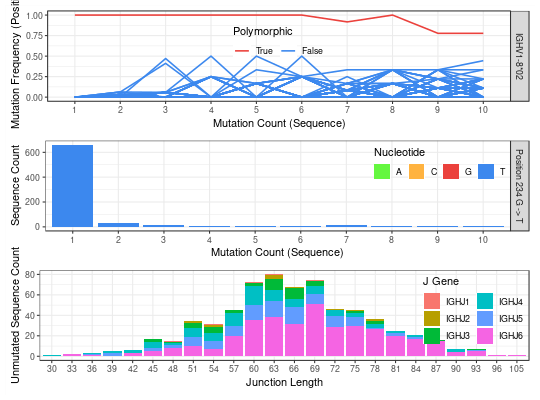 Mutation Frequency (Positi
1.00
0.75
0.50
0.25
0.00
Polymorphic
True False
1 2 3 4 5 6 7 8 9 10
Mutation Count (Sequence)
IGHV1-8*02
Sequence Count
600
400
200
0
Nucleotide
A C G T
1 2 3 4 5 6 7 8 9 10
Mutation Count (Sequence)
Position 234 G -> T
Unmutated Sequence Count
80
60
40
20
0
J Gene
IGHJ1 IGHJ4
IGHJ2 IGHJ5
IGHJ3 IGHJ6
30 33 36 39 42 45 48 51 54 57 60 63 66 69 72 75 78 81 84 87 90 93 96 105
Junction Length